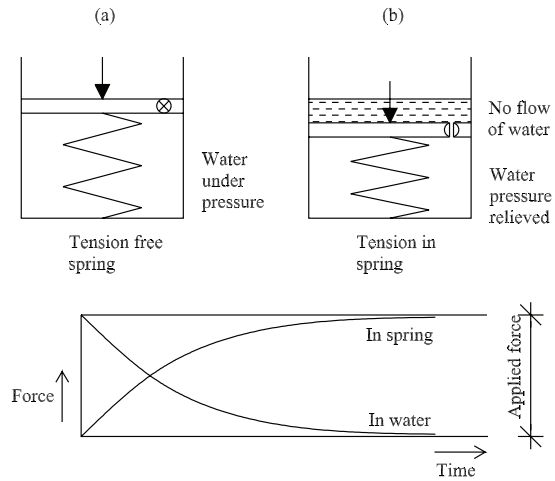 (a)
(b)
Water
under
pressure
No flow
of water
Water
pressure
relieved
Tension free
spring
Tension in
spring
In spring
In water
Force
Applied force
Time